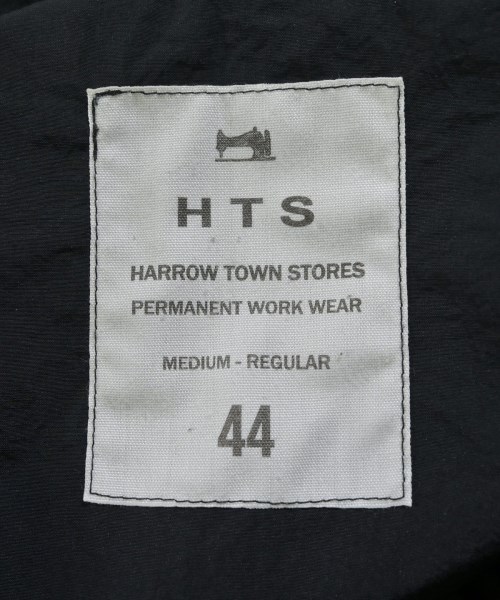 HTS
HARROW TOWN STORES
PERMANENT WORK WEAR
MEDIUM - REGULAR
44